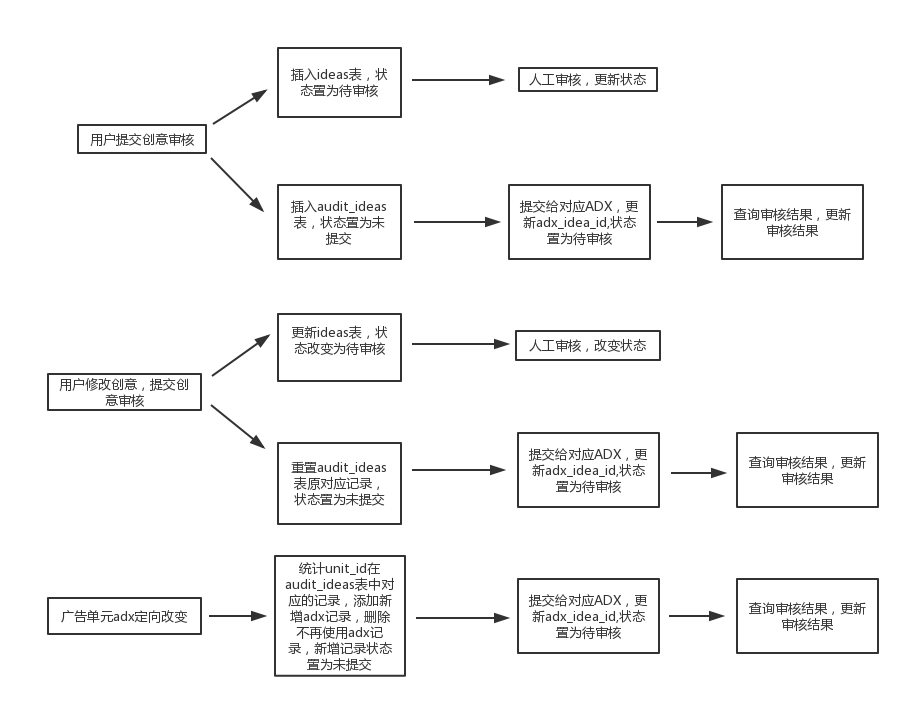 插入ideas表，状
态置为待审核
人工审核，更新状态
用户提交创意审核
插入audit_ideas
表，状态置为未
提交
提交给对应ADX，更
新adx_idea_id,状态
置为待审核
查询审核结果，更新
审核结果
更新ideas表，状
态改变为待审核
人工审核，改变状态
用户修改创意，提交创
意审核
重置audit_ideas
表原对应记录，
状态置为未提交
提交给对应ADX，更
新adx_idea_id,状态
置为待审核
查询审核结果，更新
审核结果
广告单元adx定向改变
统计unit_id在
audit_ideas表中对
应的记录，添加新
增adx记录，删除
不再使用adx记
录，新增记录状态
置为未提交
提交给对应ADX，更
新adx_idea_id,状态
置为待审核
查询审核结果，更新
审核结果